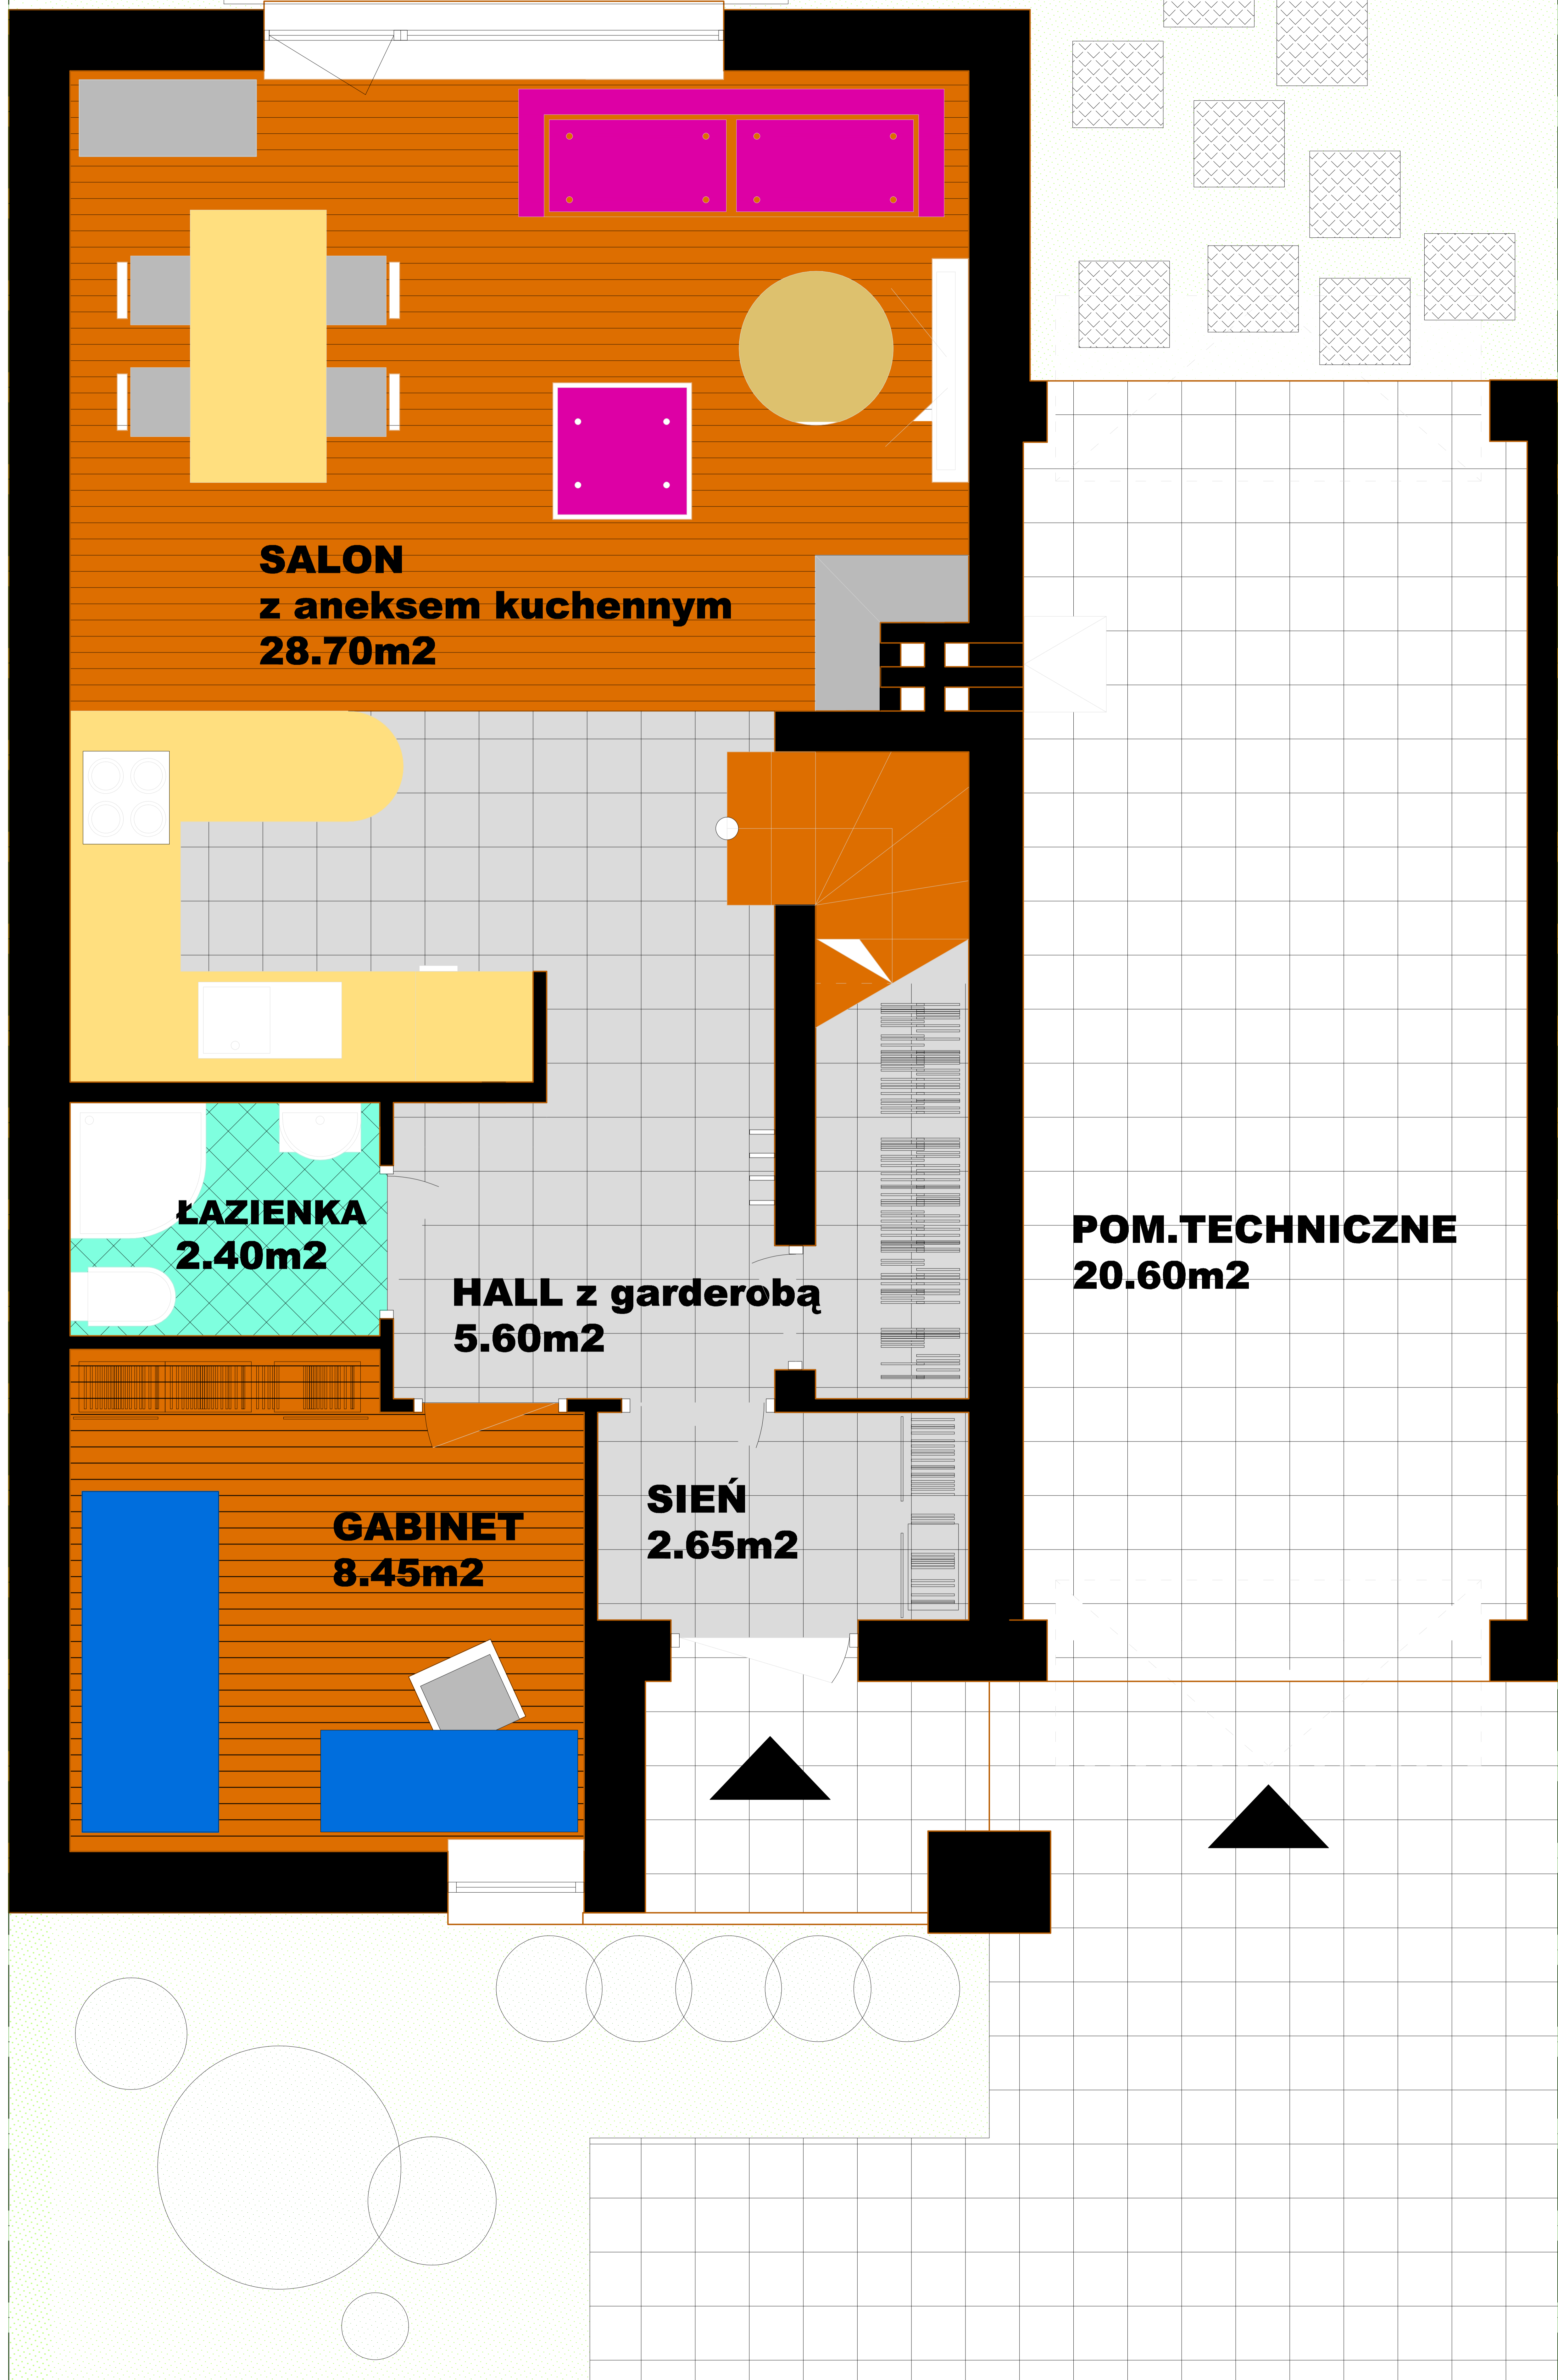 SALON
z aneksem kuchennym
28.70m2
ŁAZIENKA
2.40m2
HALL z garderobą
5.60m2
POM.TECHNICZNE
20.60m2
GABINET
8.45m2
SIEŃ
2.65m2